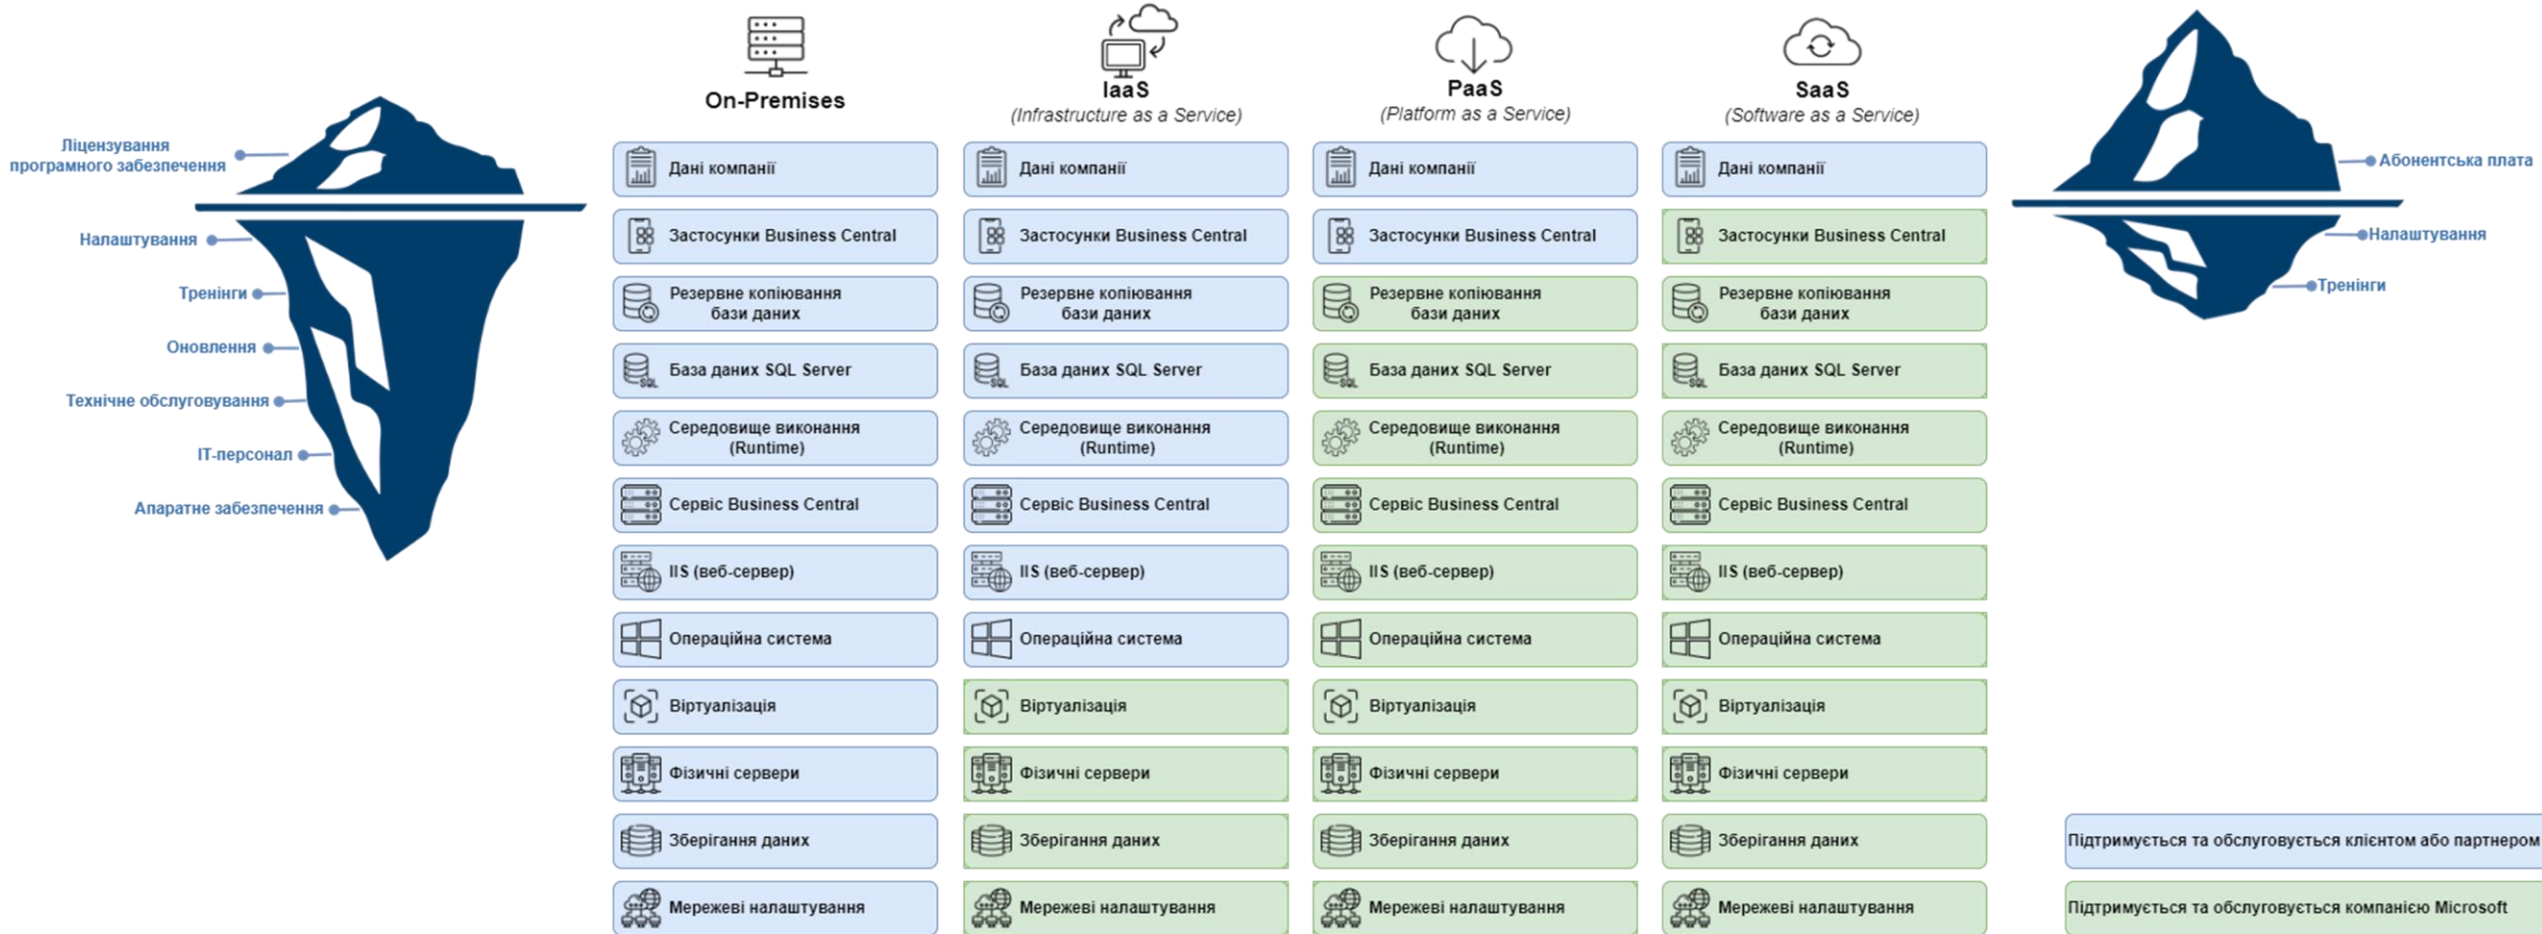 Ліцензування
програмного забезпечення
Налаштування
Тренінги
Оновлення
Технічне обслуговування
ІТ-персонал
Апаратне забезпечення
On-Premises
Дані компанії
Застосунки Business Central
Резервне копіювання
бази даних
База даних SQL Server
SQL
Середовище виконання
(Runtime)
Сервіс Business Central
IIS (веб-сервер)
Операційна система
Віртуалізація
Фізичні сервери
Зберігання даних
Мережеві налаштування
IaaS
(Infrastructure as a Service)
Дані компанії
Застосунки Business Central
Резервне копіювання
бази даних
База даних SQL Server
SQL
Середовище виконання
(Runtime)
Сервіс Business Central
IIS (веб-сервер)
Операційна система
Віртуалізація
Фізичні сервери
Зберігання даних
Мережеві налаштування
PaaS
(Platform as a Service)
Дані компанії
Застосунки Business Central
Резервне копіювання
бази даних
База даних SQL Server
SQL
Середовище виконання
(Runtime)
Сервіс Business Central
IIS (веб-сервер)
Операційна система
Віртуалізація
Фізичні сервери
Зберігання даних
Мережеві налаштування
SaaS
(Software as a Service)
Дані компанії
Застосунки Business Central
Резервне копіювання
бази даних
База даних SQL Server
SQL
Середовище виконання
(Runtime)
Сервіс Business Central
IIS (веб-сервер)
Операційна система
Віртуалізація
Фізичні сервери
Зберігання даних
Мережеві налаштування
Абонентська плата
Налаштування
Тренінги
Підтримується та обслуговується клієнтом або партнером
Підтримується та обслуговується компанією Microsoft